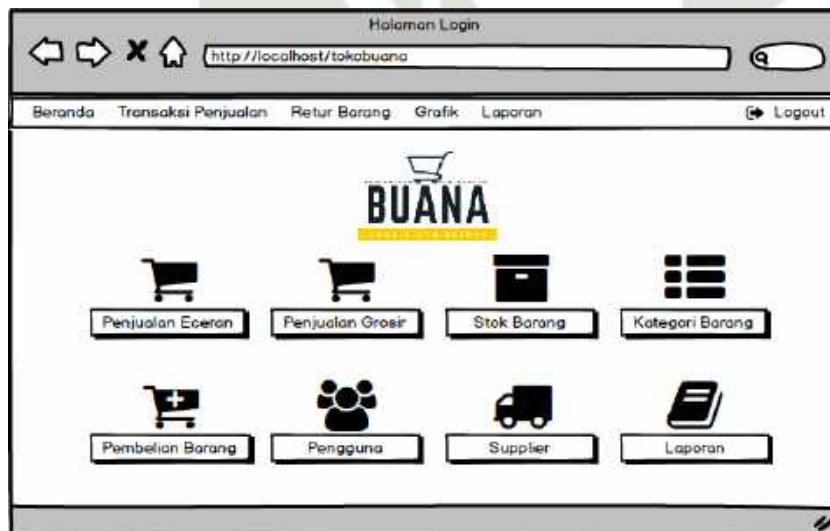 Halaman Login
http://localhost/tokobuana
Beranda Transaksi Penjualan Retur Barang Grafik Laporan Logout
BUANA
Penjualan Eceran Penjualan Grosir Stok Barang Kategori Barang
Pembelian Barang Pengguna Supplier Laporan